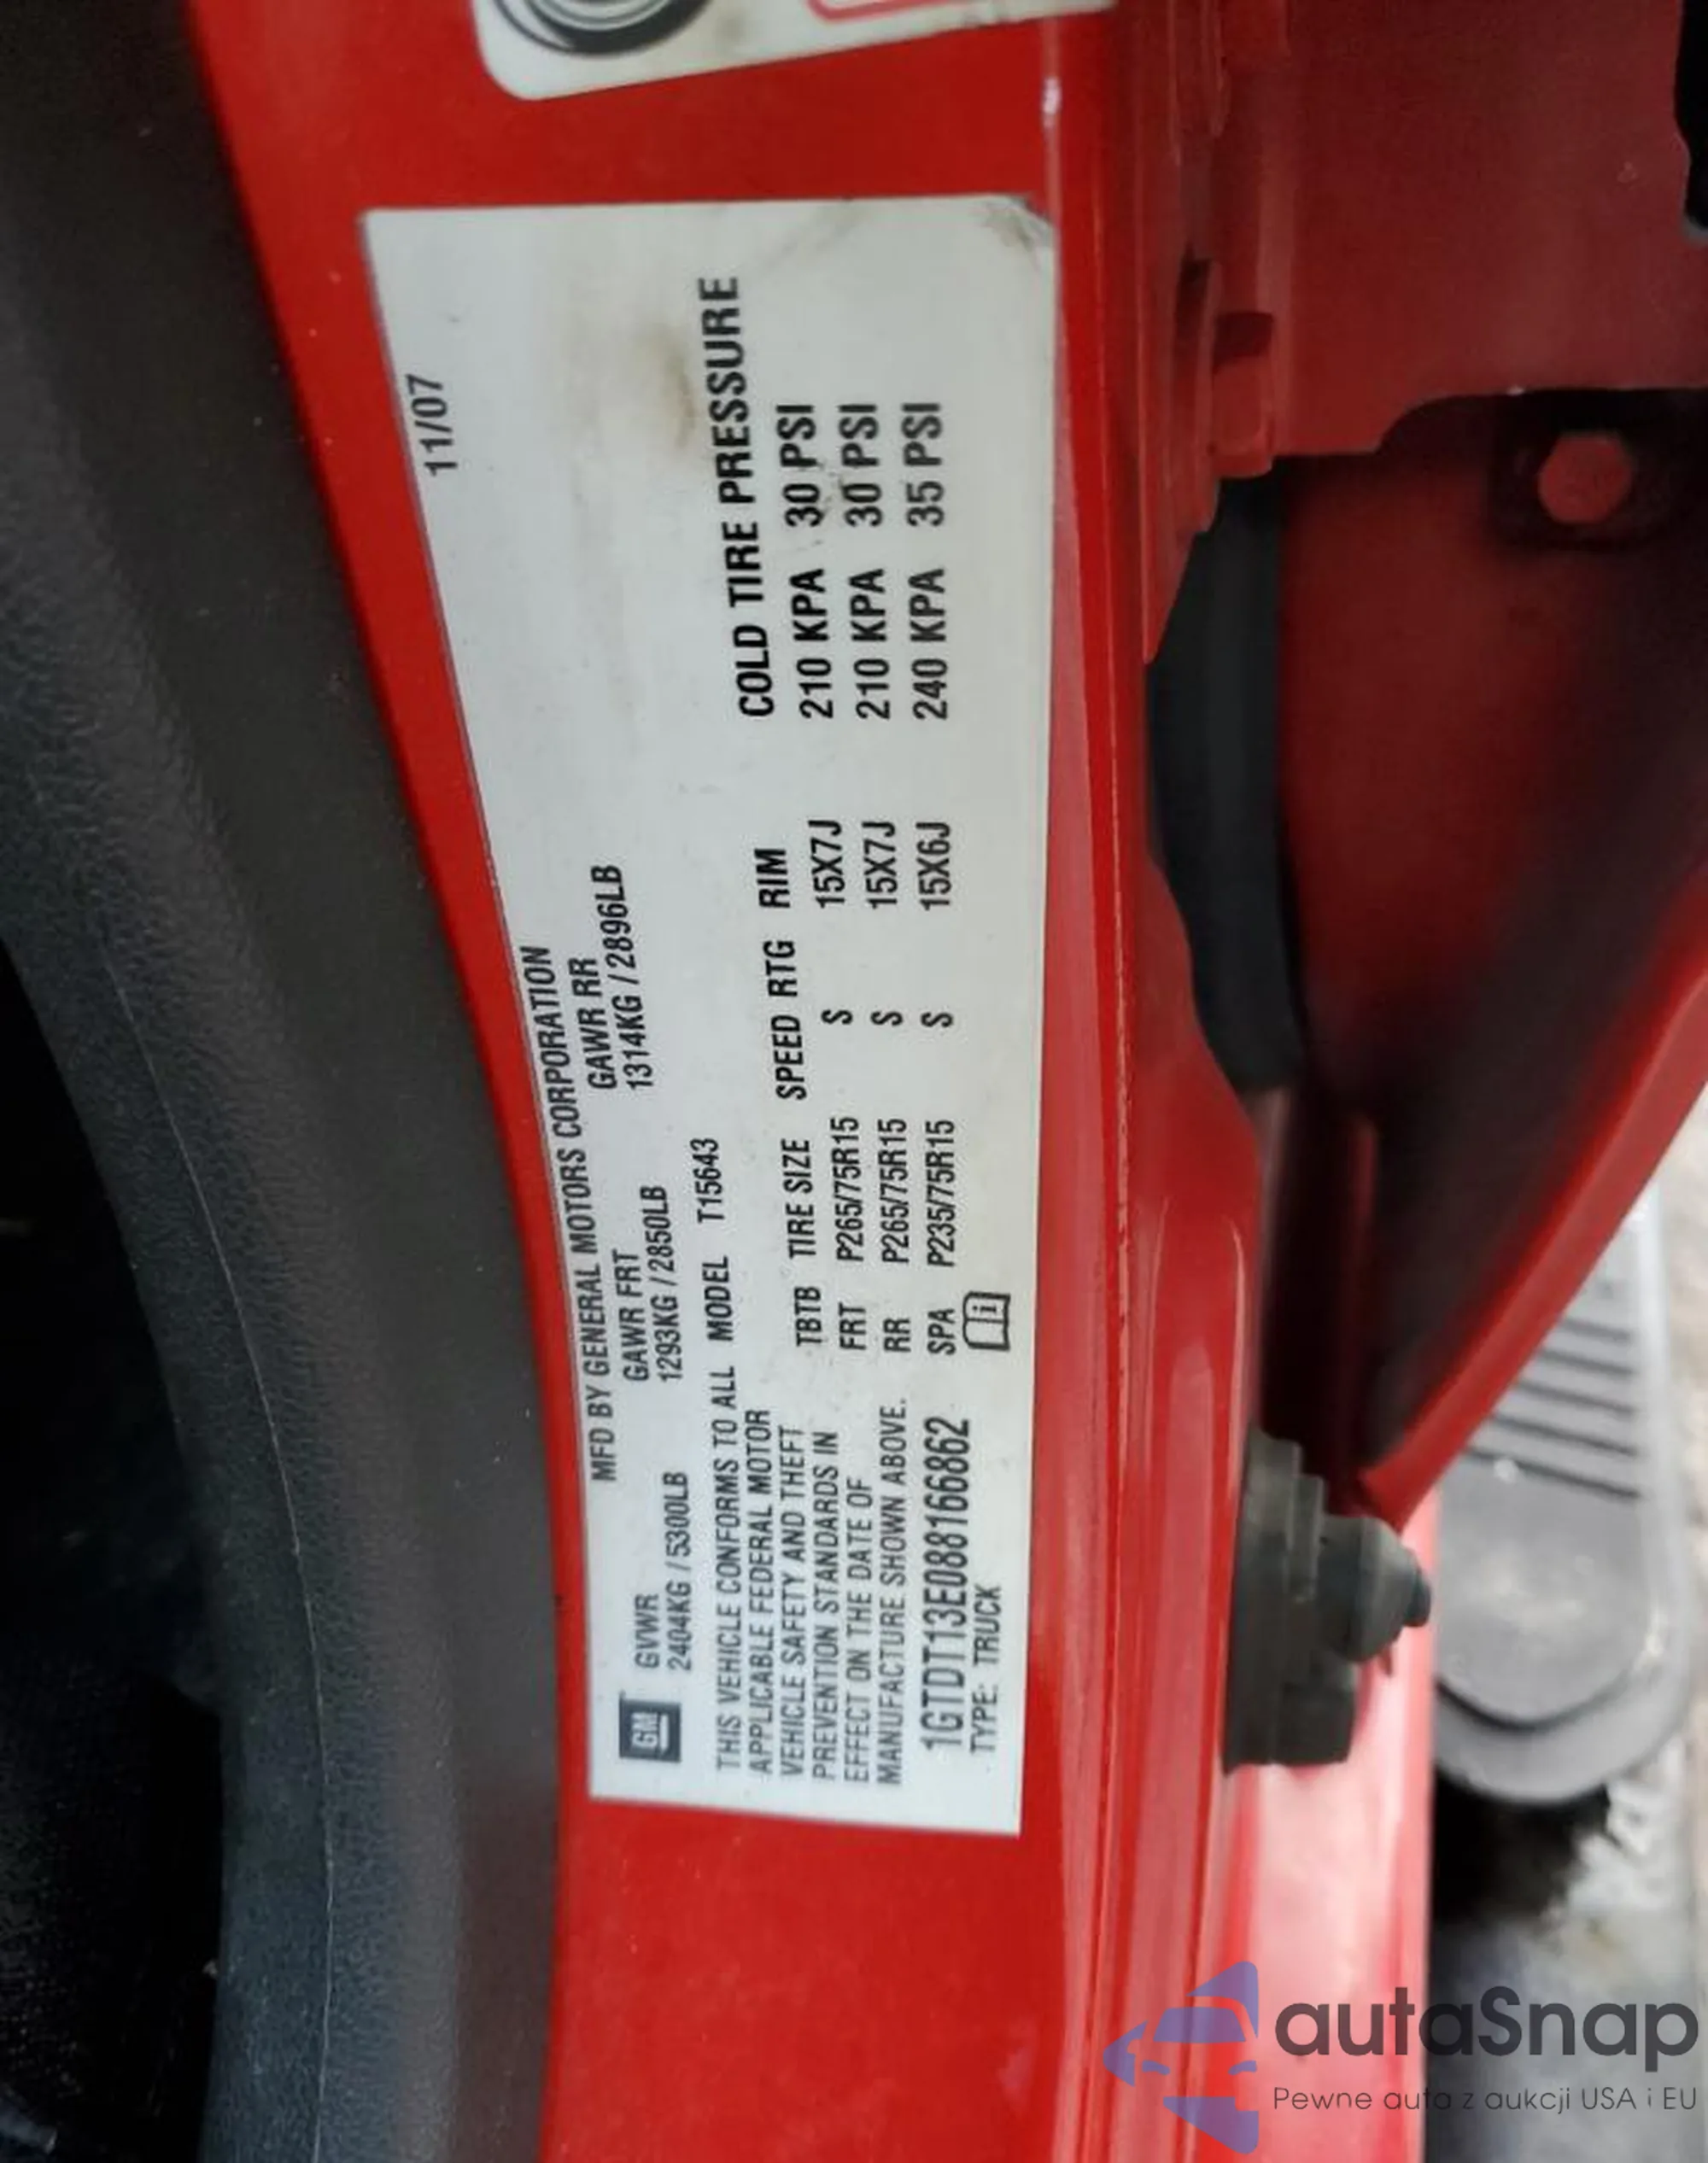 11/07
MFD BY GENERAL MOTORS CORPORATION
GVWR GAWR FRT GAWR RR
2404KG / 5300LB 1293KG / 2850LB 1314KG / 2896LB
GM
THIS VEHICLE CONFORMS TO ALL
APPLICABLE FEDERAL MOTOR
VEHICLE SAFETY AND THEFT
PREVENTION STANDARDS IN
EFFECT ON THE DATE OF
MANUFACTURE SHOWN ABOVE.
1GTDT13E088166862
TYPE: TRUCK
MODEL T15643
TBTB TIRE SIZE SPEED RTG RIM COLD TIRE PRESSURE
FRT P265/75R15 S 15X7J 210 KPA 30 PSI
RR P265/75R15 S 15X7J 210 KPA 30 PSI
SPA P235/75R15 S 15X6J 240 KPA 35 PSI
i
autaSnap
Pewne auta z aukcji USA i EU